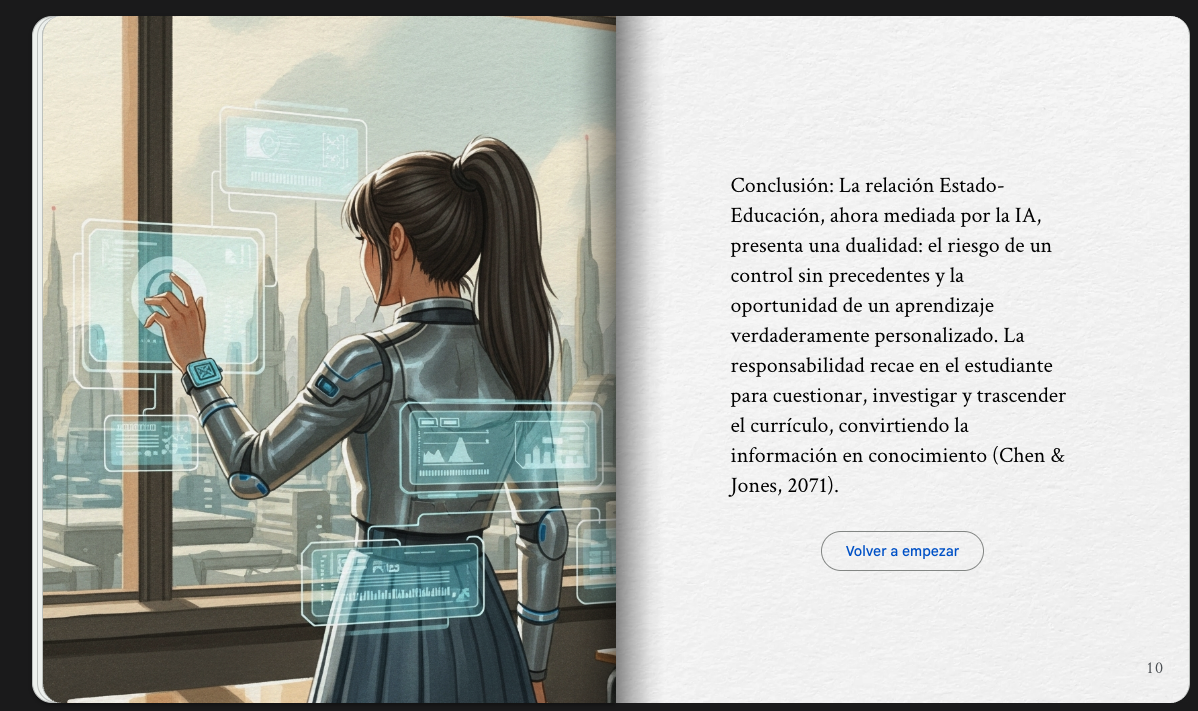 Conclusión: La relación Estado-
Educación, ahora mediada por la IA,
presenta una dualidad: el riesgo de un
control sin precedentes y la
oportunidad de un aprendizaje
verdaderamente personalizado. La
responsabilidad recae en el estudiante
para cuestionar, investigar y trascender
el currículo, convirtiendo la
información en conocimiento (Chen &
Jones, 2071).
Volver a empezar
10